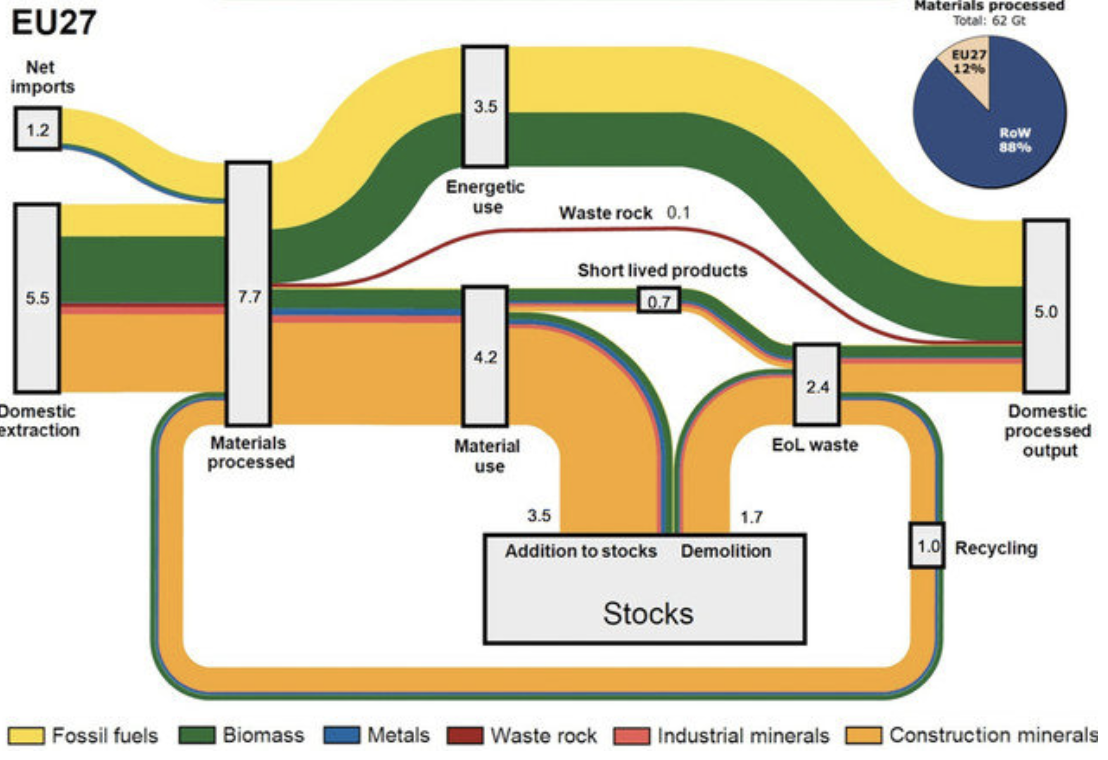 EU27
Materials processed
Total: 62 Gt
EU27
12%
RoW
88%
Net
imports
1.2
3.5
Energetic
use
Waste rock 0.1
Short lived products
0.7
5.5
7.7
4.2
2.4
5.0
Domestic
extraction
Materials
processed
Material
use
EoL waste
Domestic
processed
output
3.5
1.7
Addition to stocks
Demolition
Stocks
1.0
Recycling
Fossil fuels
Biomass
Metals
Waste rock
Industrial minerals
Construction minerals